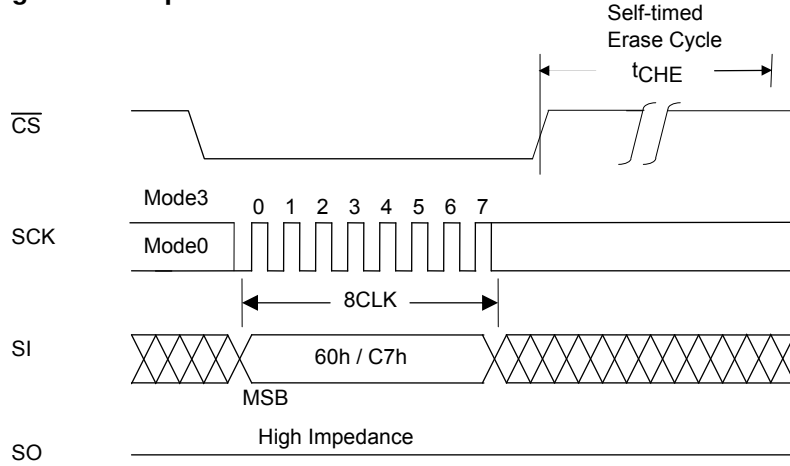 Self-timed
Erase Cycle
tCHE
CS
Mode3
0 1 2 3 4 5 6 7
SCK
Mode0
8CLK
SI
60h / C7h
MSB
High Impedance
SO